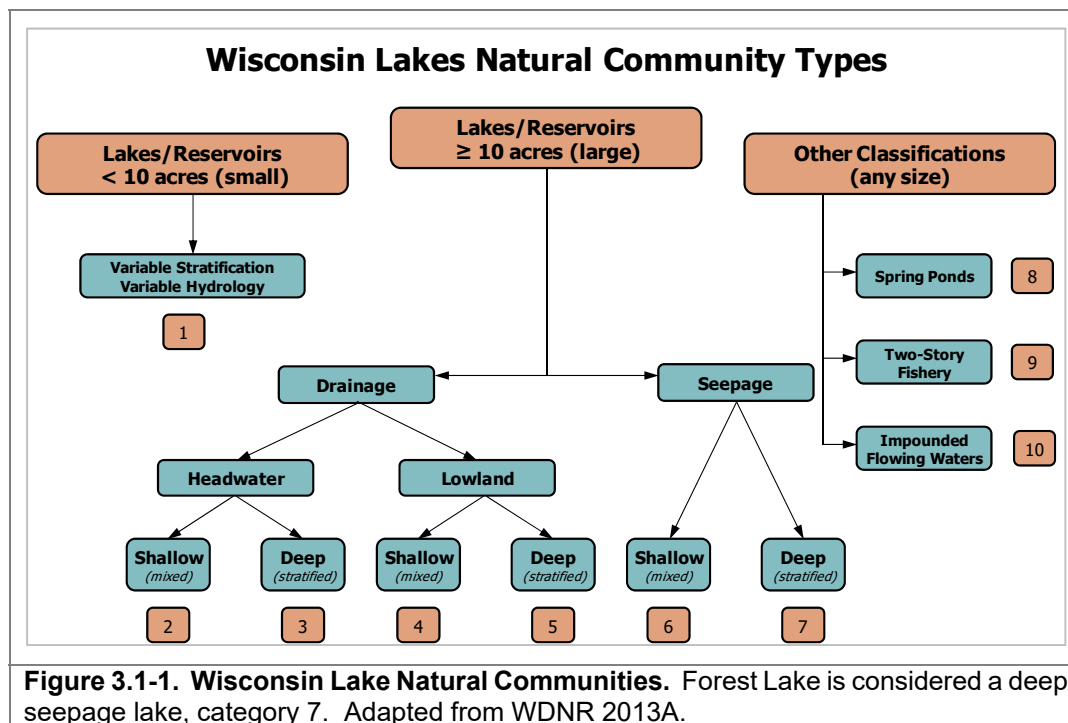 Wisconsin Lakes Natural Community Types
Lakes/Reservoirs
< 10 acres (small)
Lakes/Reservoirs
≥ 10 acres (large)
Other Classifications
(any size)
Variable Stratification
Variable Hydrology
1
Spring Ponds
8
Two-Story
Fishery
9
Impounded
Flowing Waters
10
Drainage
Seepage
Headwater
Lowland
Shallow
(mixed)
Deep
(stratified)
Shallow
(mixed)
Deep
(stratified)
Shallow
(mixed)
Deep
(stratified)
2
3
4
5
6
7
Figure 3.1-1. Wisconsin Lake Natural Communities. Forest Lake is considered a deep
seepage lake, category 7. Adapted from WDNR 2013A.